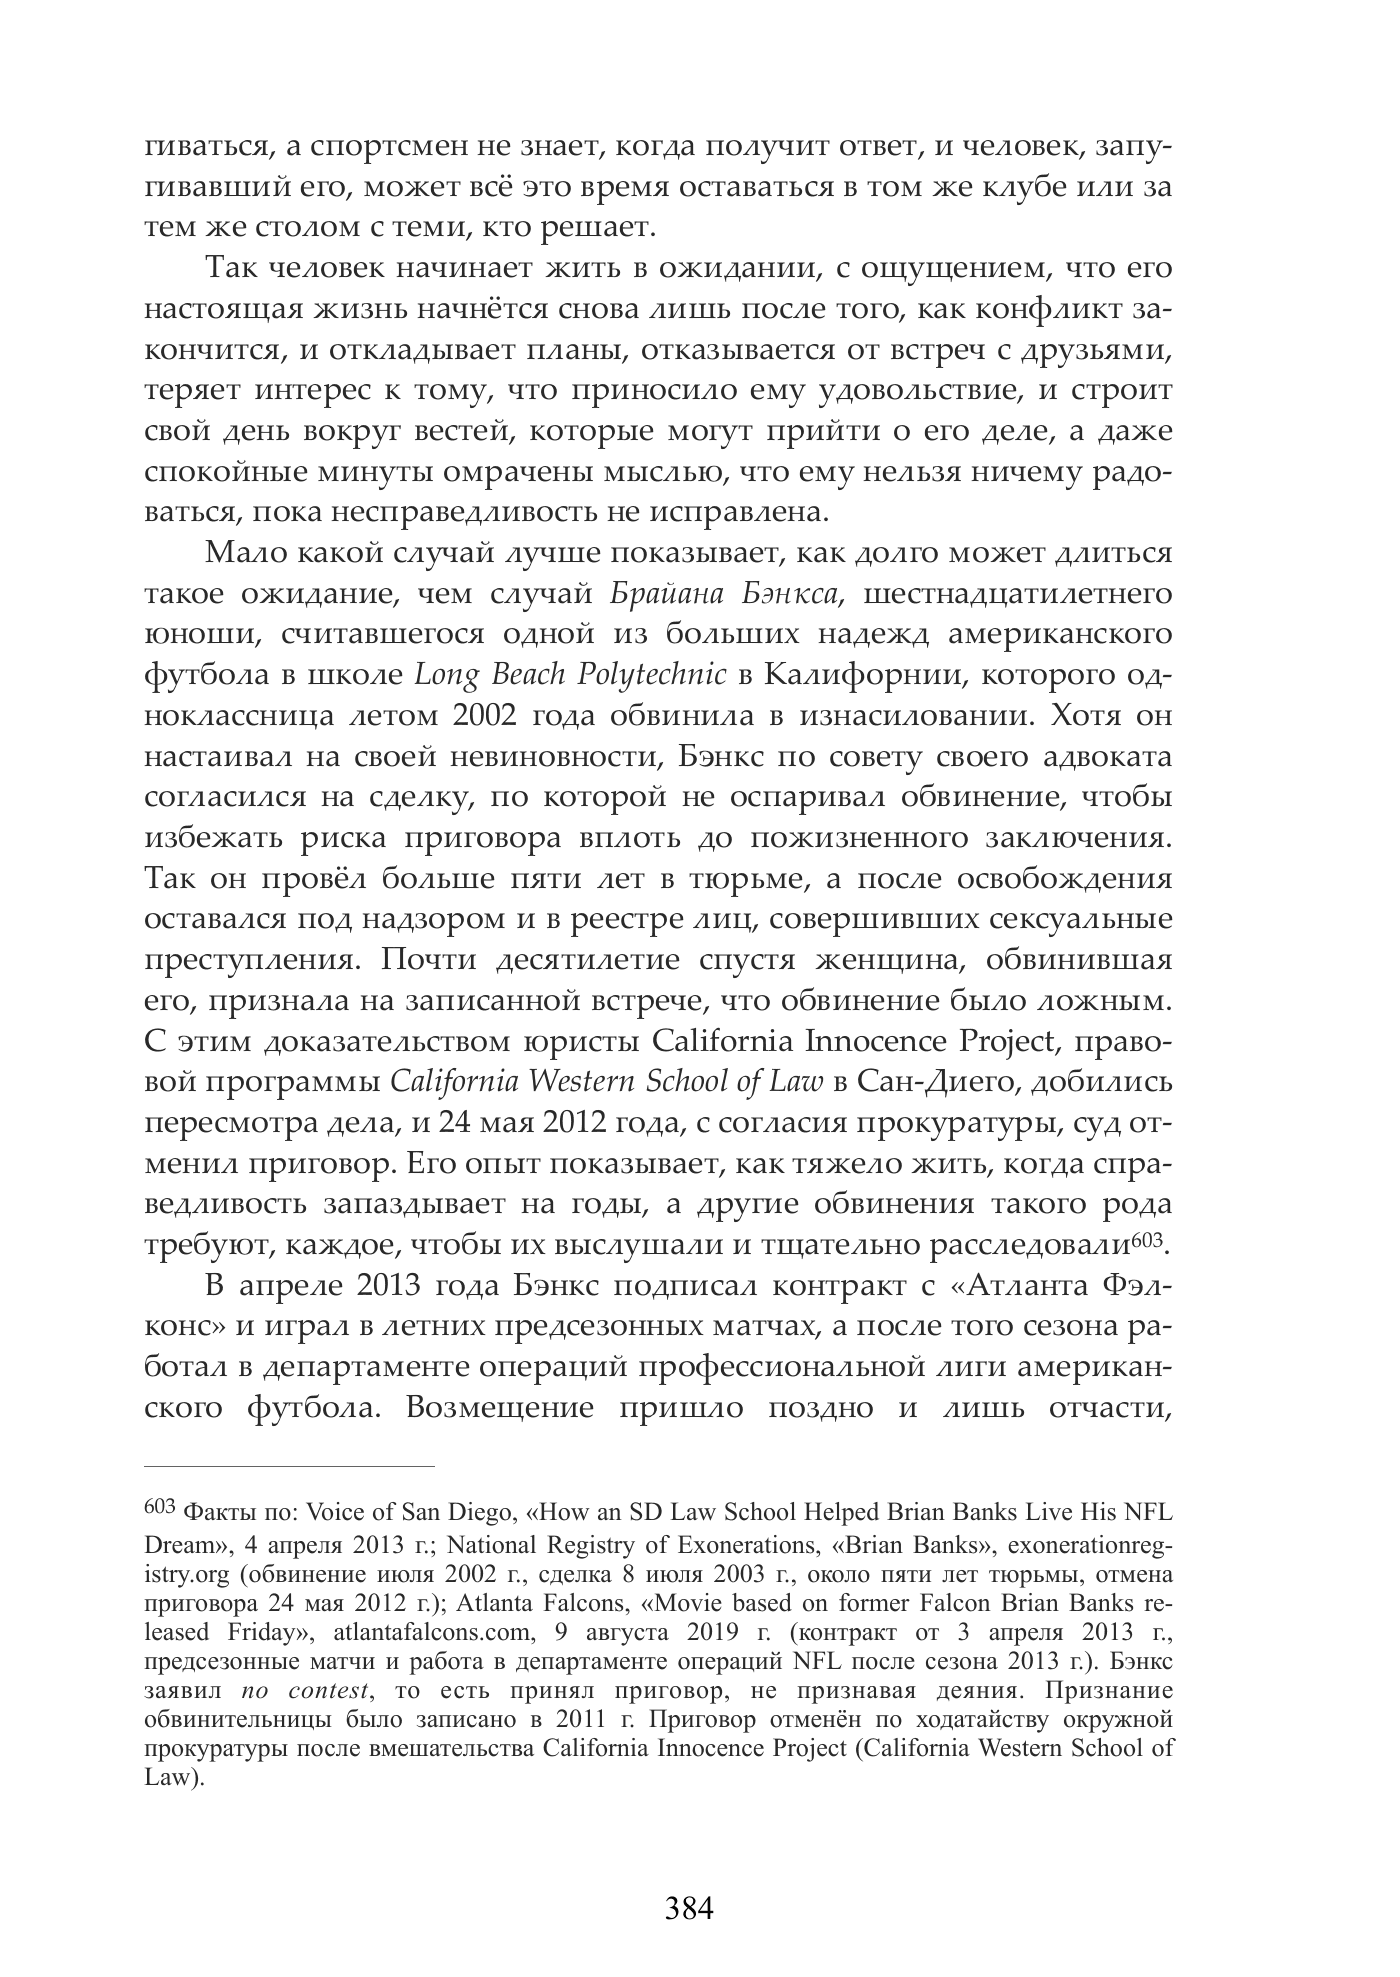 гиваться, а спортсмен не знает, когда получит ответ, и человек, запу-
гивавший его, может всё это время оставаться в том же клубе или за
тем же столом с теми, кто решает.
Так человек начинает жить в ожидании, с ощущением, что его
настоящая жизнь начнётся снова лишь после того, как конфликт за-
кончится, и откладывает планы, отказывается от встреч с друзьями,
теряет интерес к тому, что приносило ему удовольствие, и строит
свой день вокруг вестей, которые могут прийти о его деле, а даже
спокойные минуты омрачены мыслью, что ему нельзя ничему радо-
ваться, пока несправедливость не исправлена.
Мало какой случай лучше показывает, как долго может длиться
такое ожидание, чем случай Брайана Бэнкса, шестнадцатилетнего
юноши, считавшегося одной из больших надежд американского
футбола в школе Long Beach Polytechnic в Калифорнии, которого од-
ноклассница летом 2002 года обвинила в изнасиловании. Хотя он
настаивал на своей невиновности, Бэнкс по совету своего адвоката
согласился на сделку, по которой не оспаривал обвинение, чтобы
избежать риска приговора вплоть до пожизненного заключения.
Так он провёл больше пяти лет в тюрьме, а после освобождения
оставался под надзором и в реестре лиц, совершивших сексуальные
преступления. Почти десятилетие спустя женщина, обвинившая
его, признала на записанной встрече, что обвинение было ложным.
С этим доказательством юристы California Innocence Project, право-
вой программы California Western School of Law в Сан-Диего, добились
пересмотра дела, и 24 мая 2012 года, с согласия прокуратуры, суд от-
менил приговор. Его опыт показывает, как тяжело жить, когда спра-
ведливость запаздывает на годы, а другие обвинения такого рода
требуют, каждое, чтобы их выслушали и тщательно расследовали603.
В апреле 2013 года Бэнкс подписал контракт с «Атланта Фэл-
конс» и играл в летних предсезонных матчах, а после того сезона ра-
ботал в департаменте операций профессиональной лиги американ-
ского футбола. Возмещение пришло поздно и лишь отчасти,
603 Факты по: Voice of San Diego, «How an SD Law School Helped Brian Banks Live His NFL
Dream», 4 апреля 2013 г.; National Registry of Exonerations, «Brian Banks», exonerationreg-
istry.org (обвинение июля 2002 г., сделка 8 июля 2003 г., около пяти лет тюрьмы, отмена
приговора 24 мая 2012 г.); Atlanta Falcons, «Movie based on former Falcon Brian Banks re-
leased Friday», atlantafalcons.com, 9 августа 2019 г. (контракт от 3 апреля 2013 г.,
предсезонные матчи и работа в департаменте операций NFL после сезона 2013 г.). Бэнкс
заявил no contest, то есть принял приговор, не признавая деяния. Признание
обвинительницы было записано в 2011 г. Приговор отменён по ходатайству окружной
прокуратуры после вмешательства California Innocence Project (California Western School of
Law).
384